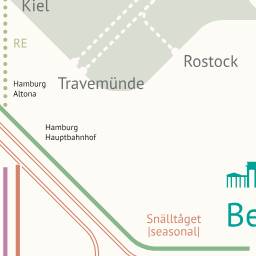 Kiel
RE
Rostock
Travemünde
Hamburg
Altona
Hamburg
Hauptbahnhof
Snälltåget
|seasonal|
Be